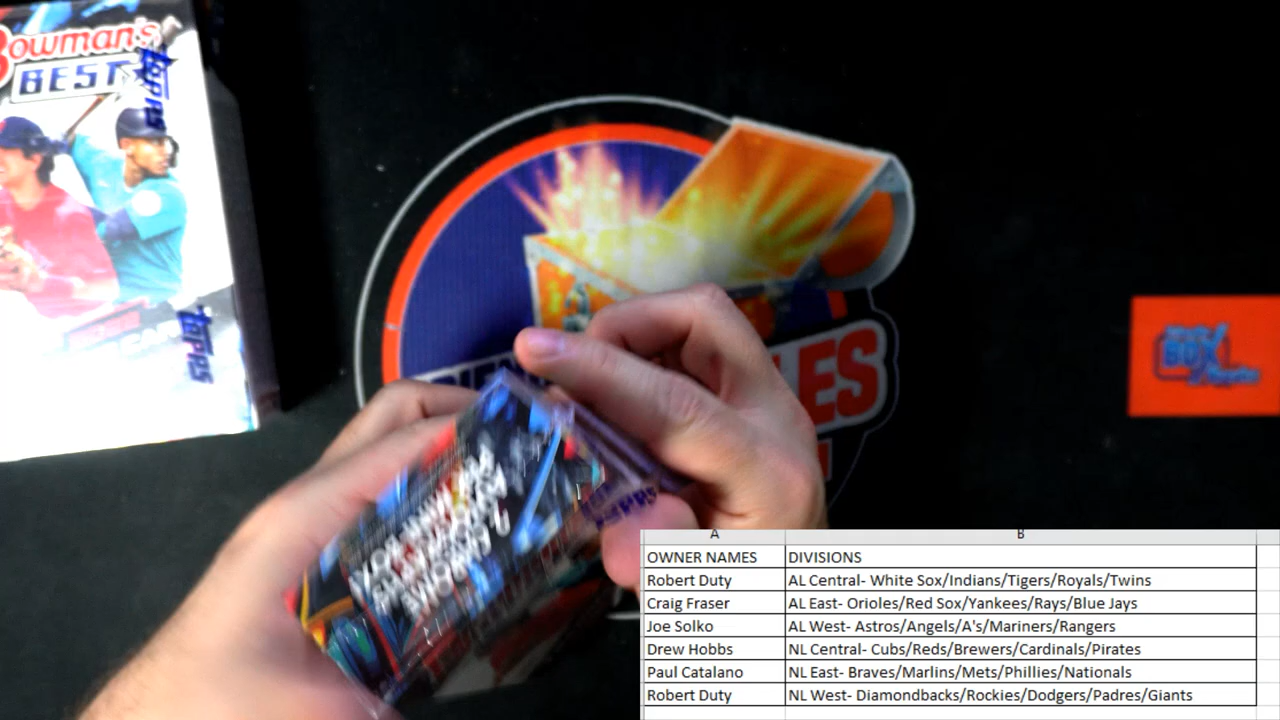 Bowman's
BEST
Topps
Topps
LES
BOX
A
B
OWNER NAMES
DIVISIONS
Robert Duty
AL Central- White Sox/Indians/Tigers/Royals/Twins
Craig Fraser
AL East- Orioles/Red Sox/Yankees/Rays/Blue Jays
Joe Solko
AL West- Astros/Angels/A's/Mariners/Rangers
Drew Hobbs
NL Central- Cubs/Reds/Brewers/Cardinals/Pirates
Paul Catalano
NL East- Braves/Marlins/Mets/Phillies/Nationals
Robert Duty
NL West- Diamondbacks/Rockies/Dodgers/Padres/Giants